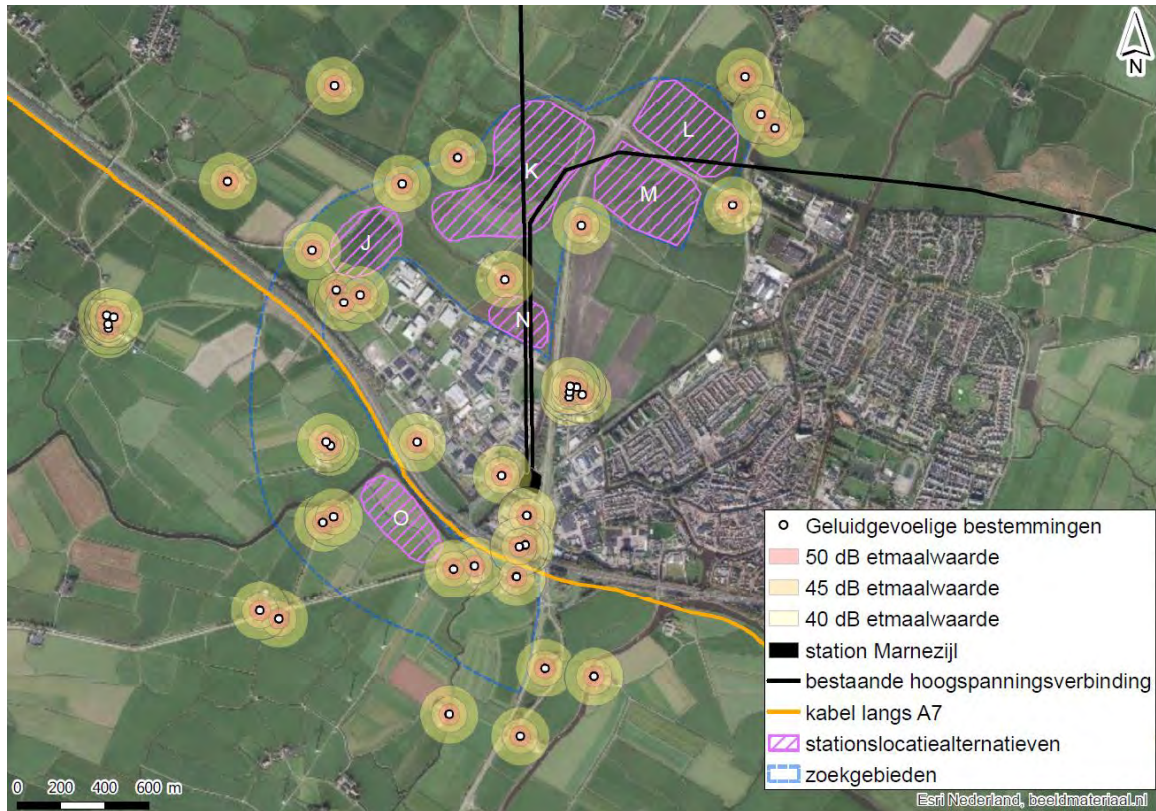 N
L
K
M
J
N
O
Geluidgevoelige bestemmingen
50 dB etmaalwaarde
45 dB etmaalwaarde
40 dB etmaalwaarde
station Marnezijl
bestaande hoogspanningsverbinding
kabel langs A7
stationslocatiealternatieven
zoekgebieden
0 200 400 600 m
Esri Nederland, beeldmateriaal.nl